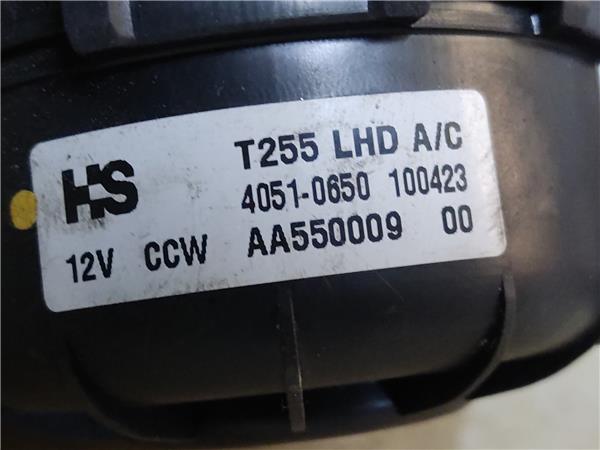 HS
T255 LHD A/C
4051-0650 100423
12V CCW AA550009 00